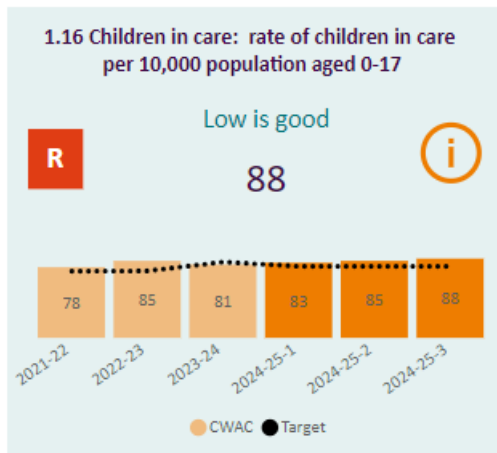 1.16 Children in care: rate of children in care
per 10,000 population aged 0-17
Low is good
R
88
i
78
85
81
83
85
88
2021-22
2022-23
2023-24
2024-25-1
2024-25-2
2024-25-3
CWAC
Target